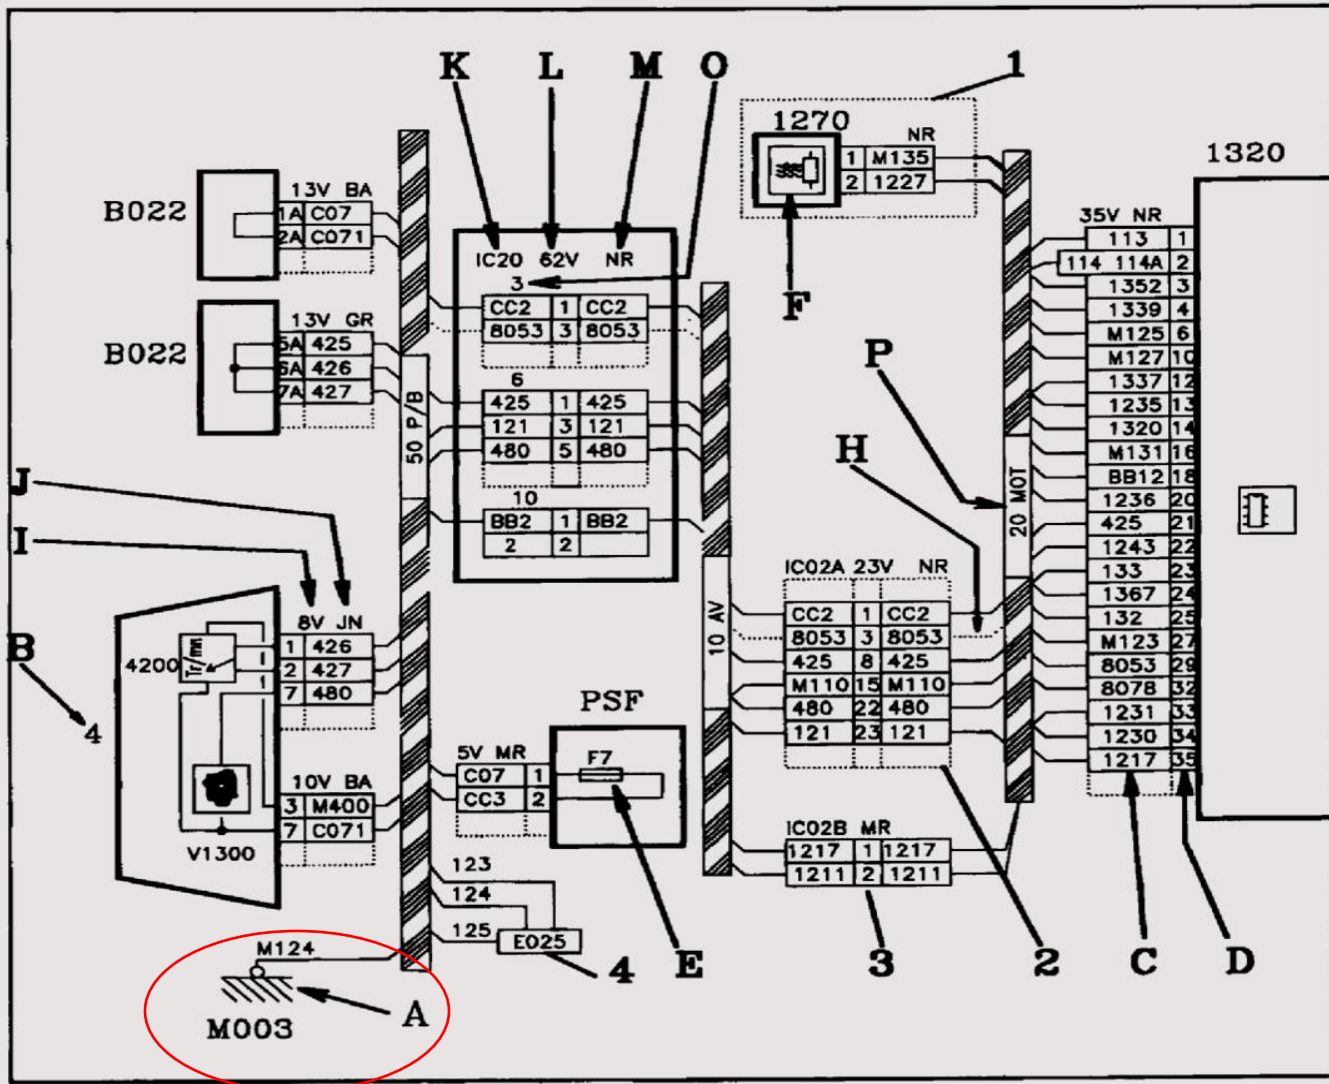 K L M O
1
1270
NR
1 M135
2 1227
1320
B022
13V BA
1A C07
2A C071
IC20 62V NR
3
CC2 1 CC2
8053 3 8053
6
425 1 425
121 3 121
480 5 480
10
BB2 1 BB2
2 2
B022
13V GR
5A 425
6A 426
7A 427
50 P/B
F
P
H
35V NR
113 1
114 114A 2
1352 3
1339 4
M125 6
M127 10
1337 12
1235 13
1320 14
M131 16
BB12 18
1236 20
425 21
1243 22
133 23
1367 24
132 25
M123 27
8053 29
8078 32
1231 33
1230 34
1217 35
20 MOT
J
I
B
4
8V JN
4200
Tr/mn
1 426
2 427
7 480
10V BA
3 M400
7 C071
V1300
PSF
5V MR
C07 1
CC3 2
F7
10 AV
IC02A 23V NR
CC2 1 CC2
8053 3 8053
425 8 425
M110 15 M110
480 22 480
121 23 121
IC02B MR
1217 1 1217
1211 2 1211
123
124
125
E025
4 E 3 2 C D
M124
A
M003